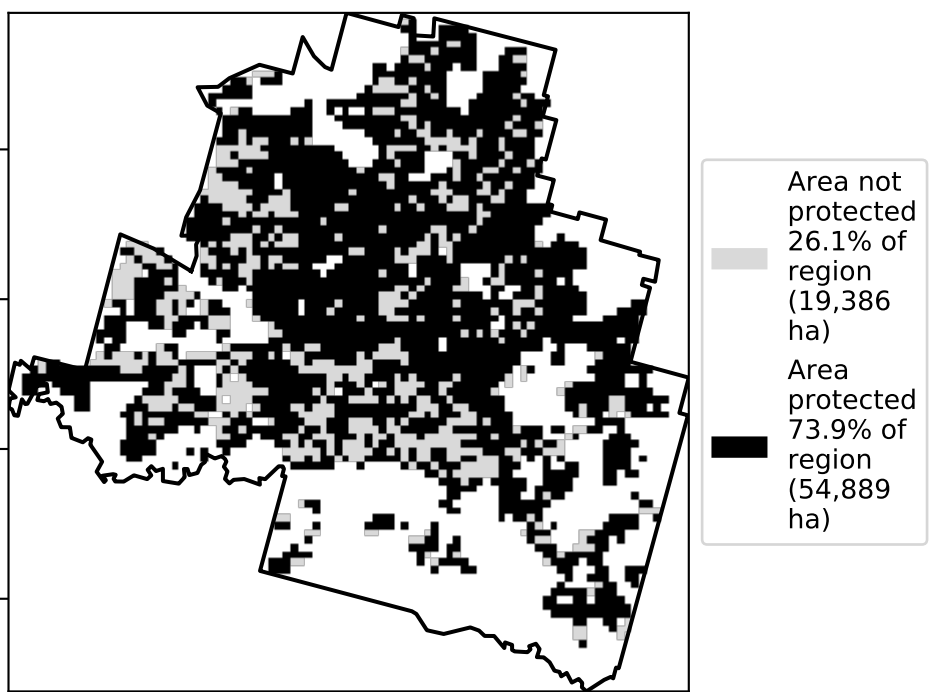 Area not
protected
26.1% of
region
(19,386
ha)
Area
protected
73.9% of
region
(54,889
ha)